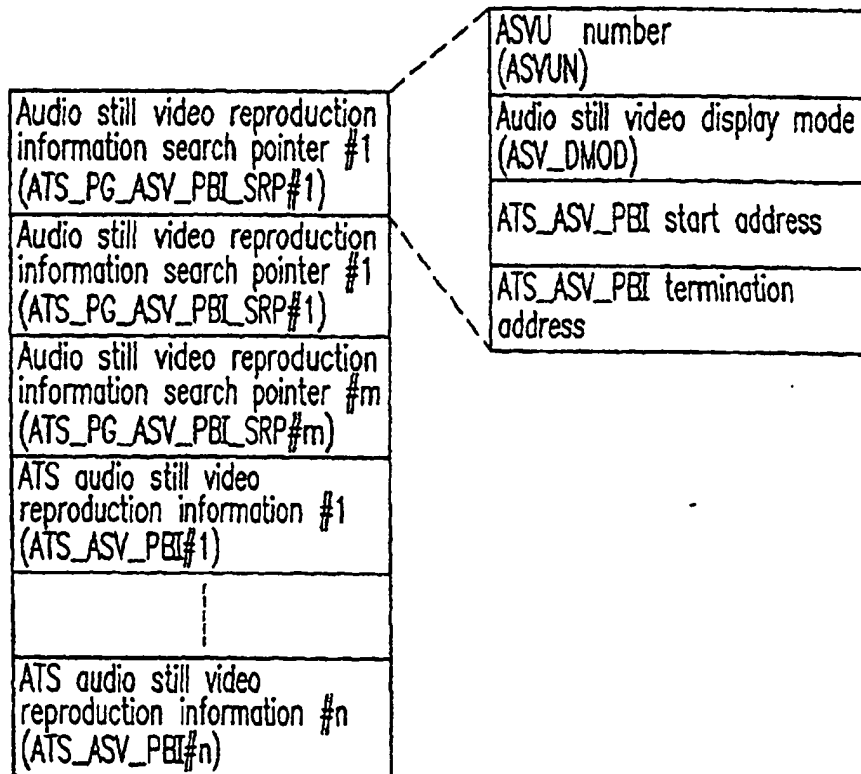 Audio still video reproduction
information search pointer #1
(ATS_PG_ASV_PBI_SRP#1)
Audio still video reproduction
information search pointer #1
(ATS_PG_ASV_PBI_SRP#1)
Audio still video reproduction
information search pointer #m
(ATS_PG_ASV_PBI_SRP#m)
ATS audio still video
reproduction information #1
(ATS_ASV_PBI#1)
ATS audio still video
reproduction information #n
(ATS_ASV_PBI#n)
ASVU number
(ASVUN)
Audio still video display mode
(ASV_DMOD)
ATS_ASV_PBI start address
ATS_ASV_PBI termination
address